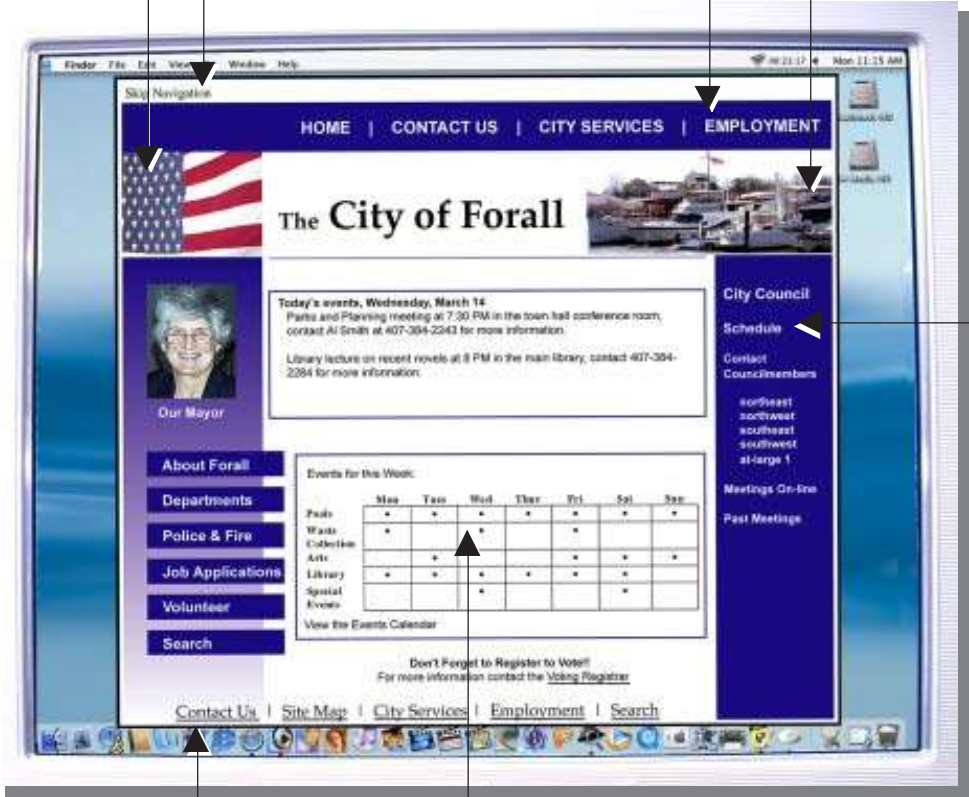 Finder File Edit View Window Help Mon 11:15 AM
Skip Navigation
HOME | CONTACT US | CITY SERVICES | EMPLOYMENT
The City of Forall
Our Mayor
About Forall
Departments
Police & Fire
Job Applications
Volunteer
Search
Today's events, Wednesday, March 14
Parks and Planning meeting at 7:30 PM in the town hall conference room,
contact Al Smith at 407-384-2243 for more information.
Library lecture on recent novels at 8 PM in the main library, contact 407-384-
2284 for more information.
Events for this Week:
Mon Tues Wed Thur Fri Sat Sun
Pools
Waste
Collection
Arts
Library
Special
Events
View the Events Calendar
Don't Forget to Register to Vote!!
For more information contact the Voting Registrar
City Council
Schedule
Contact
Councilmembers
northeast
northwest
southeast
southwest
at-large 1
Meetings On-line
Past Meetings
Contact Us | Site Map | City Services | Employment | Search